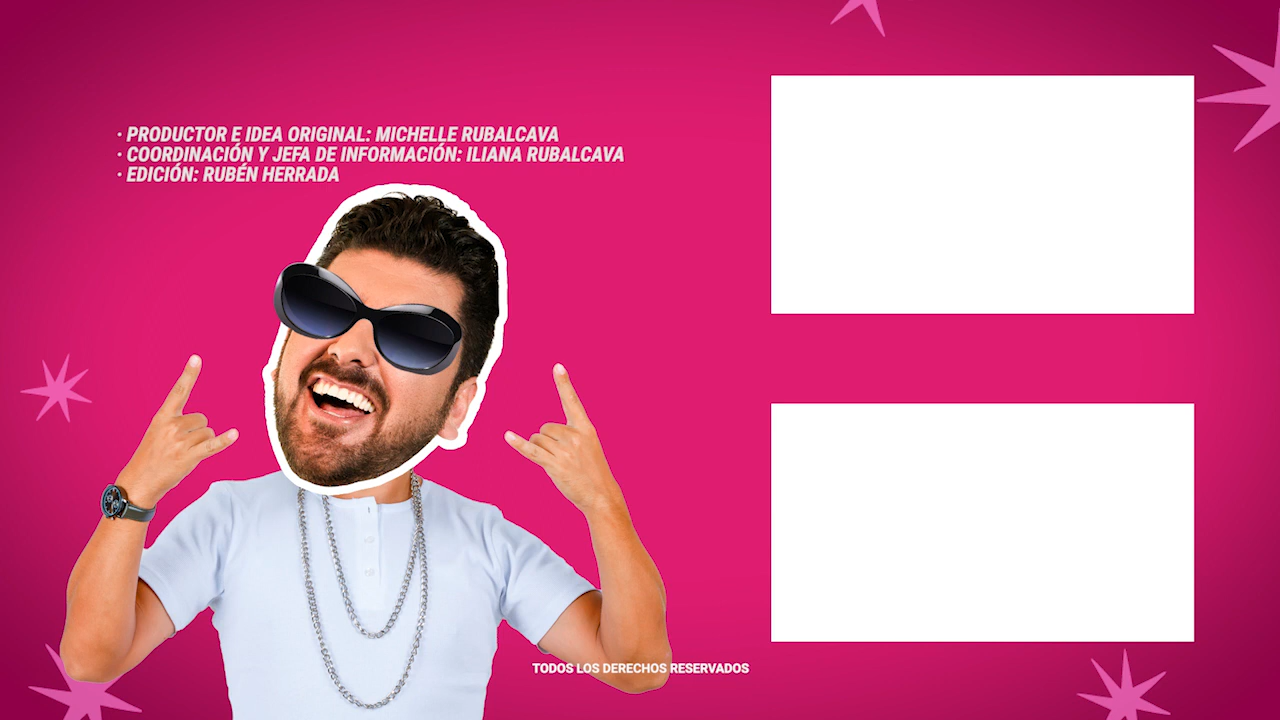 · PRODUCTOR E IDEA ORIGINAL: MICHELLE RUBALCAVA
· COORDINACIÓN Y JEFA DE INFORMACIÓN: ILIANA RUBALCAVA
· EDICIÓN: RUBÉN HERRADA
TODOS LOS DERECHOS RESERVADOS